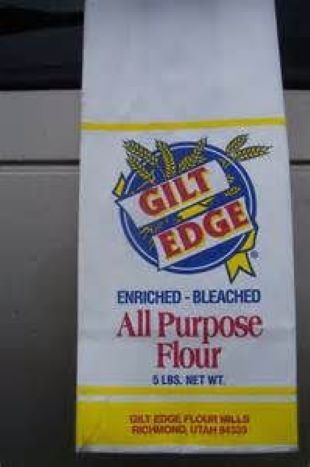 GILT
EDGE
®
ENRICHED - BLEACHED
All Purpose
Flour
5 LBS. NET WT.
GILT EDGE FLOUR MILLS
RICHMOND, UTAH 84333